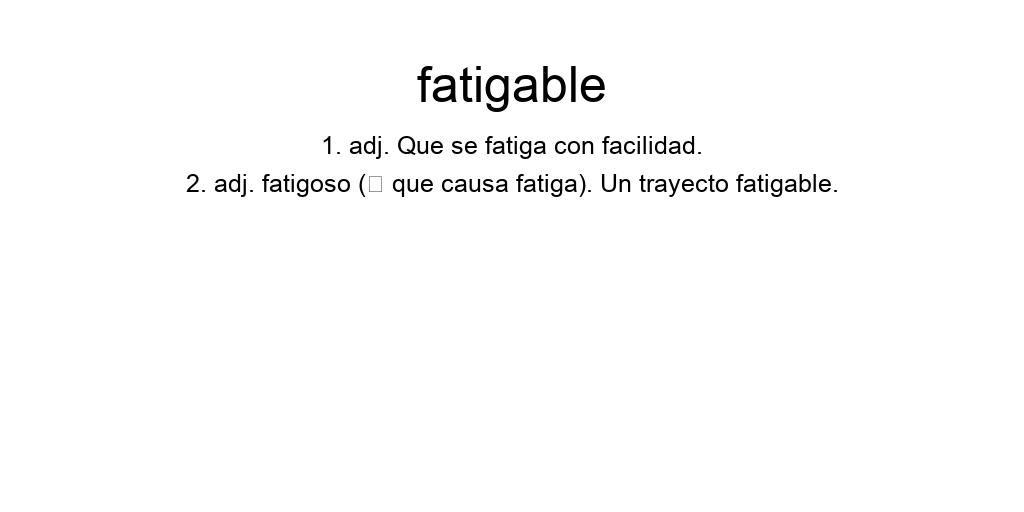 fatigable
1. adj. Que se fatiga con facilidad.
2. adj. fatigoso (□ que causa fatiga). Un trayecto fatigable.